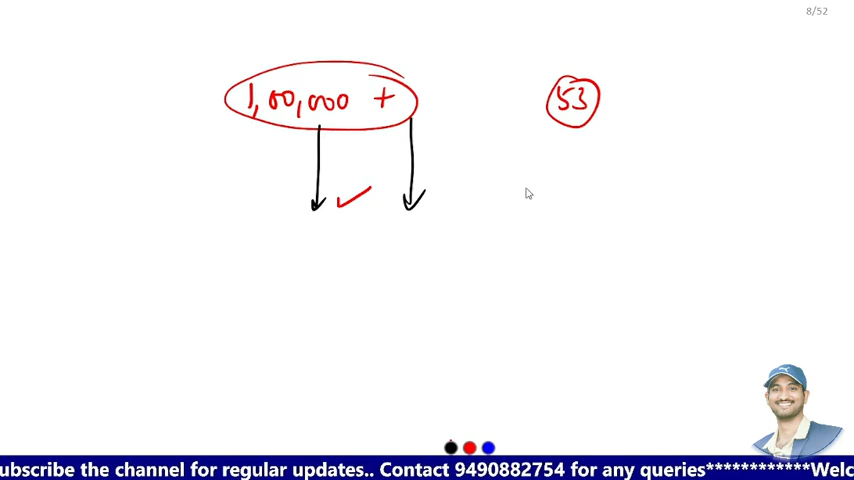 8/52
1,00,000 + 53
ubscribe the channel for regular updates.. Contact 9490882754 for any queries************Welc